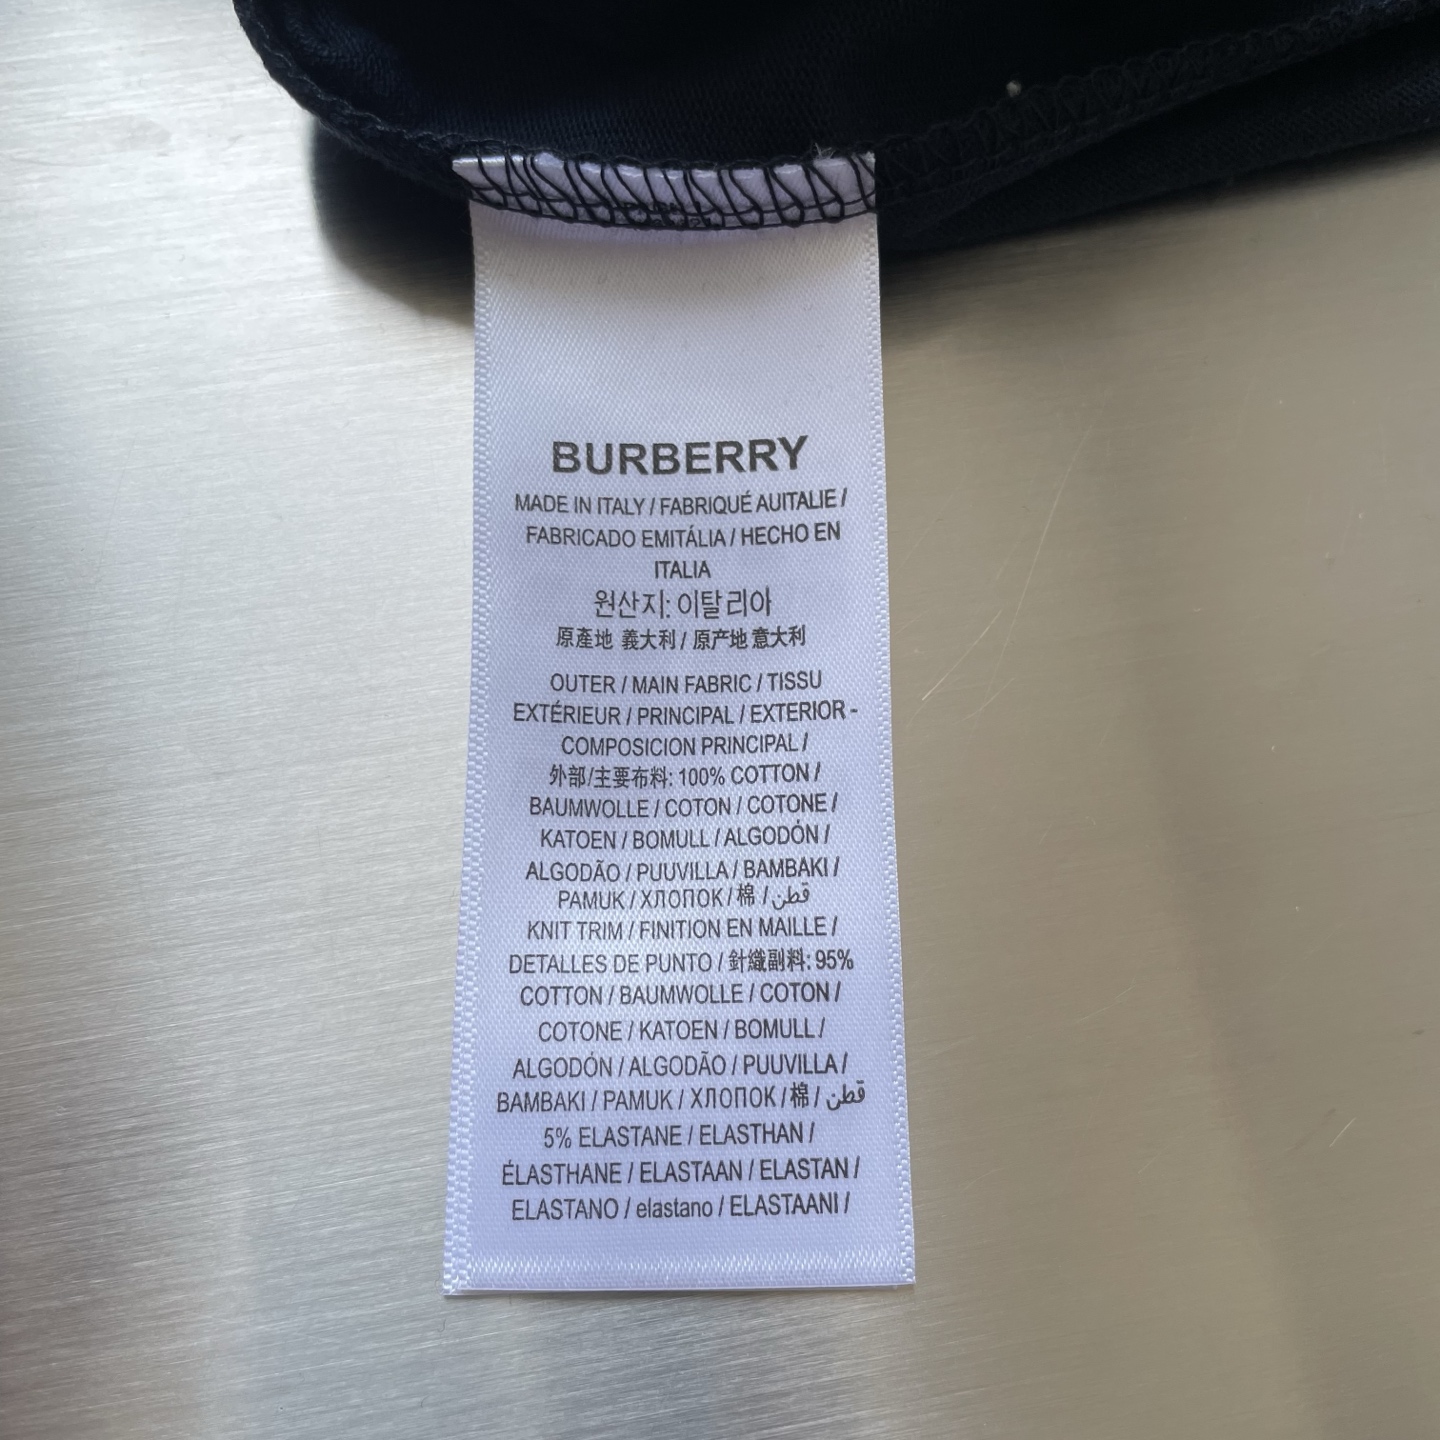 BURBERRY
MADE IN ITALY / FABRIQUÉ AUITALIE /
FABRICADO EMITÁLIA / HECHO EN
ITALIA
원산지: 이탈리아
原產地 義大利 / 原产地 意大利
OUTER / MAIN FABRIC / TISSU
EXTÉRIEUR / PRINCIPAL / EXTERIOR -
COMPOSICION PRINCIPAL /
外部/主要布料: 100% COTTON /
BAUMWOLLE / COTON / COTONE /
KATOEN / BOMULL / ALGODÓN /
ALGODÃO / PUUVILLA / BAMBAKI /
PAMUK / ХЛОПОК / 棉 / قطن
KNIT TRIM / FINITION EN MAILLE /
DETALLES DE PUNTO / 針織副料: 95%
COTTON / BAUMWOLLE / COTON /
COTONE / KATOEN / BOMULL /
ALGODÓN / ALGODÃO / PUUVILLA /
BAMBAKI / PAMUK / ХЛОПОК / 棉 / قطن
5% ELASTANE / ELASTHAN /
ÉLASTHANE / ELASTAAN / ELASTAN /
ELASTANO / elastano / ELASTAANI /